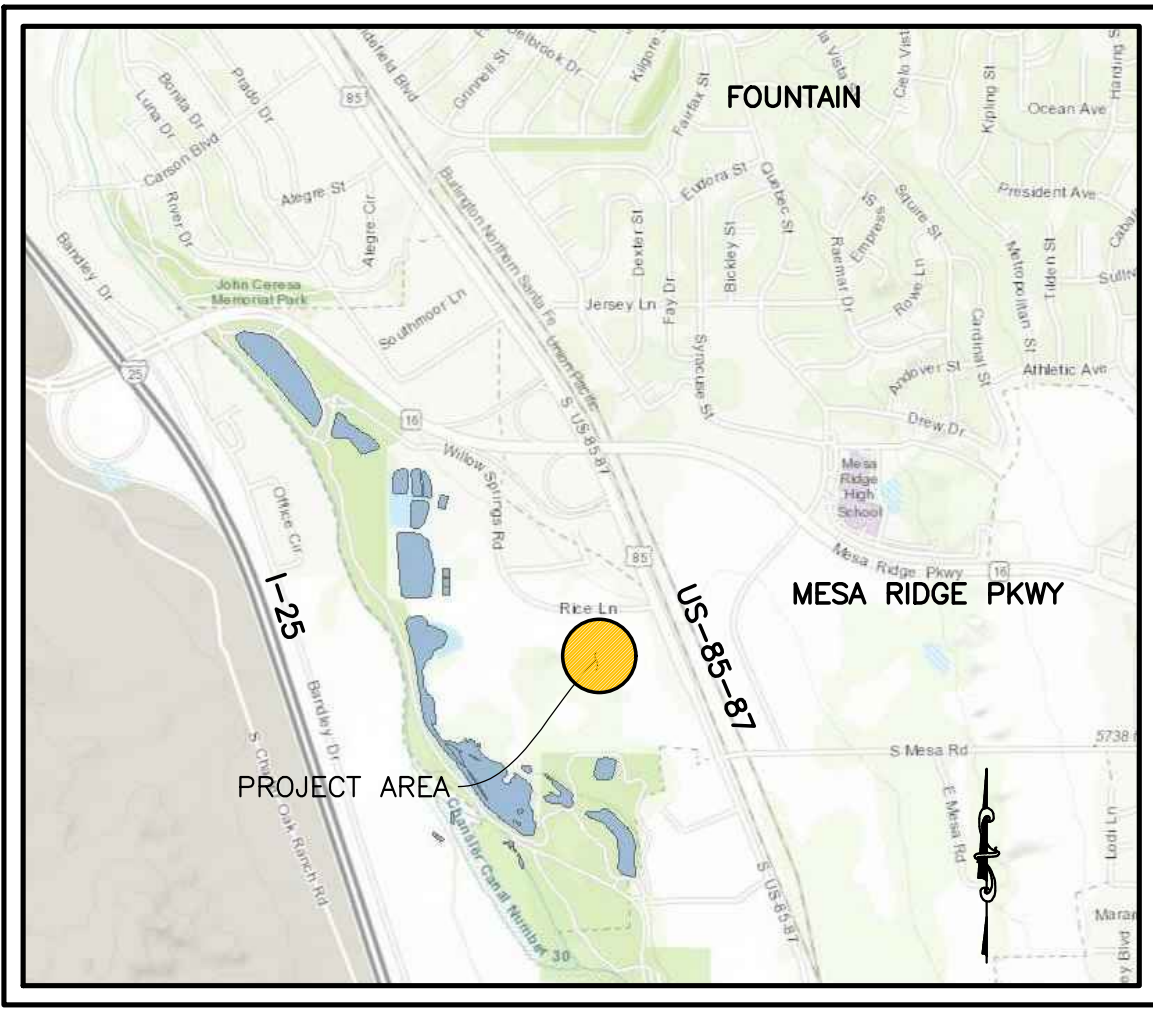 Delbrook Dr
Kilgore
Grinnell St
Fairfax St
FOUNTAIN
Cielo Vist
Kipling St
Harding S
Ocean Ave
Bonita Dr
Prado Dr
Luna Dr
85
Carson Blvd
Alegre St
River Dr
Alegre Cir
Burlington Northern Santa Fe
Union Pacific
Eudora St
Quebec St
Dexter St
Bickley St
Fay Dr
Squire St
Empress St
Raemar Dr
Rowe Ln
President Ave
Metropolitan St
Tilden St
Bandley Dr
John Ceresa
Memorial Park
Southmoor Ln
Jersey Ln
Syracuse St
Andover St
Cardinal St
Athletic Ave
25
16
S US-85-87
Drew Dr
Willow Springs Rd
Mesa
Ridge
High
School
Office Cir
85
Mesa Ridge Pkwy
16
I-25
Rice Ln
US-85-87
MESA RIDGE PKWY
Bandley Dr
PROJECT AREA
S Mesa Rd
5738
E Mesa Rd
Lodi Ln
Chansler Canal Number 30
S US-85-87